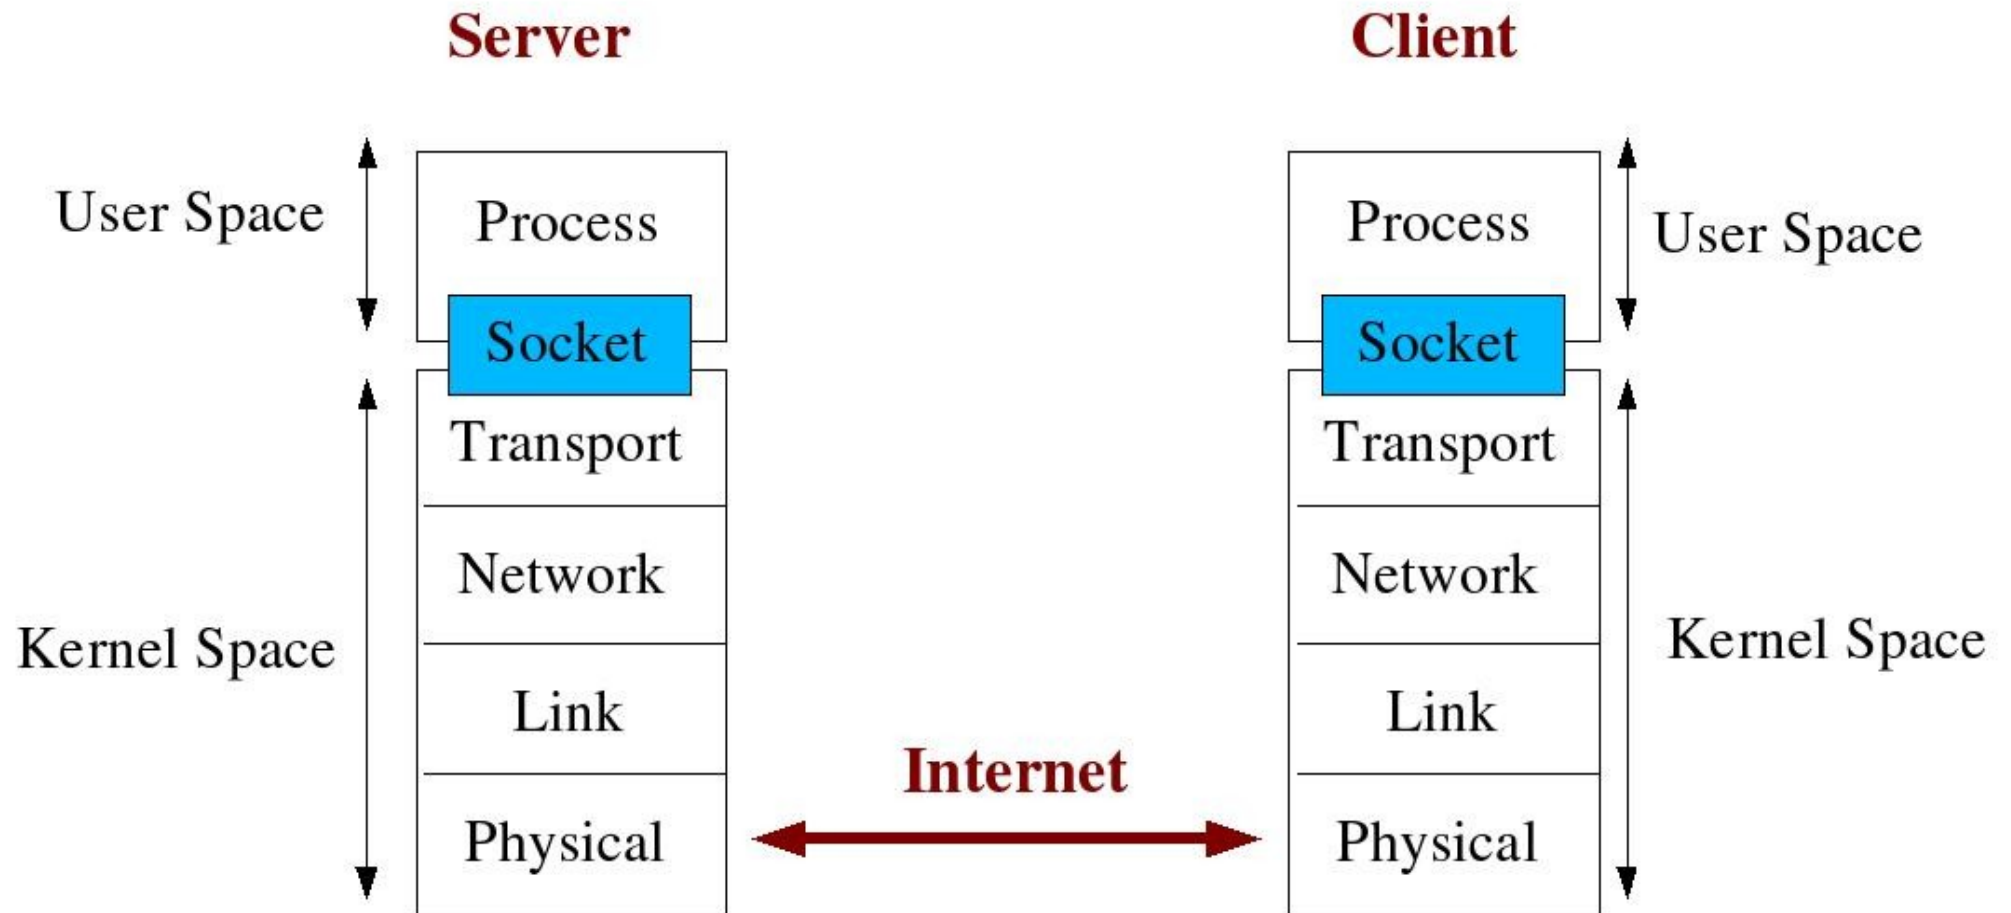 Server
Client
User Space
Process
Process
User Space
Socket
Socket
Transport
Transport
Network
Network
Kernel Space
Kernel Space
Link
Link
Internet
Physical
Physical